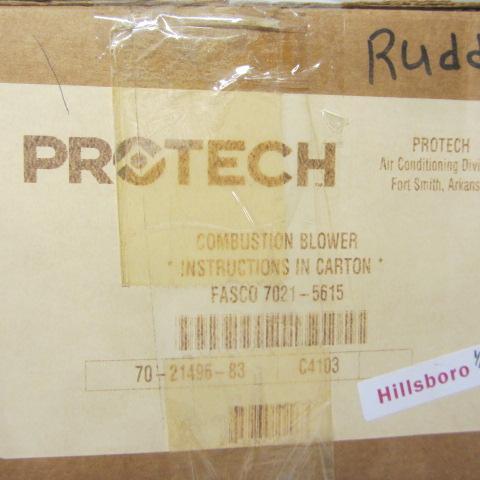 Rudd
PROTECH
PROTECH
Air Conditioning Divi
Fort Smith, Arkansas
COMBUSTION BLOWER
* INSTRUCTIONS IN CARTON *
FASCO 7021-5615
70-21496-83 C4103
Hillsboro